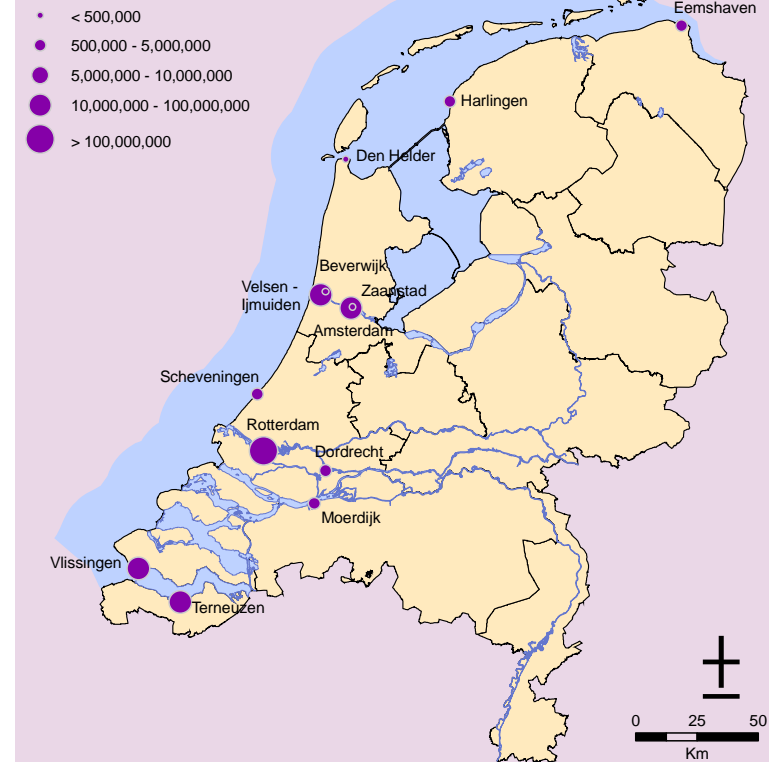 Eemshaven
< 500,000
500,000 - 5,000,000
5,000,000 - 10,000,000
10,000,000 - 100,000,000
> 100,000,000
Harlingen
Den Helder
Beverwijk
Velsen -
Ijmuiden
Zaanstad
Amsterdam
Scheveningen
Rotterdam
Dordrecht
Moerdijk
Vlissingen
Terneuzen
0 25 50
Km